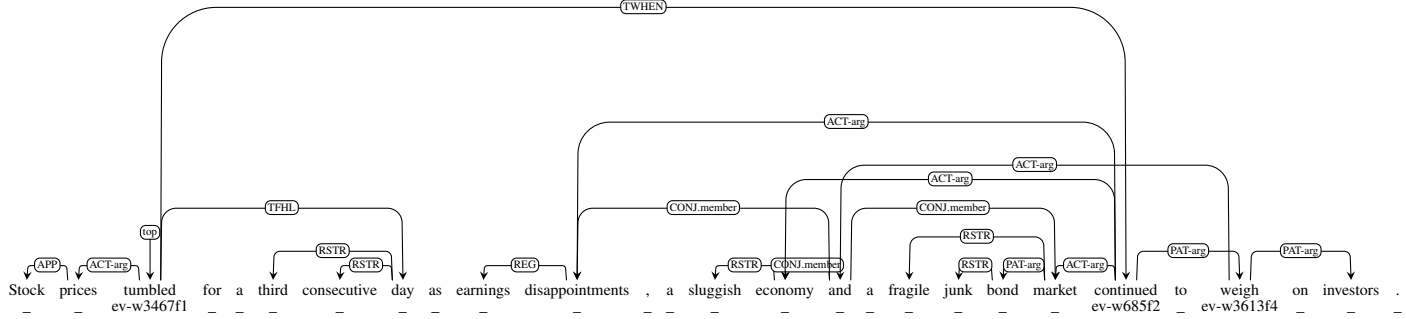 TWHEN
ACT-arg
ACT-arg
ACT-arg
TFHL CONJ.member CONJ.member
top
RSTR RSTR
APP ACT-arg RSTR REG RSTR CONJ.member RSTR PAT-arg ACT-arg PAT-arg PAT-arg
Stock prices tumbled for a third consecutive day as earnings disappointments , a sluggish economy and a fragile junk bond market continued to weigh on investors .
_ _ ev-w3467f1 _ _ _ _ _ _ _ _ _ _ _ _ _ _ _ _ _ _ ev-w685f2 _ ev-w3613f4 _ _ _